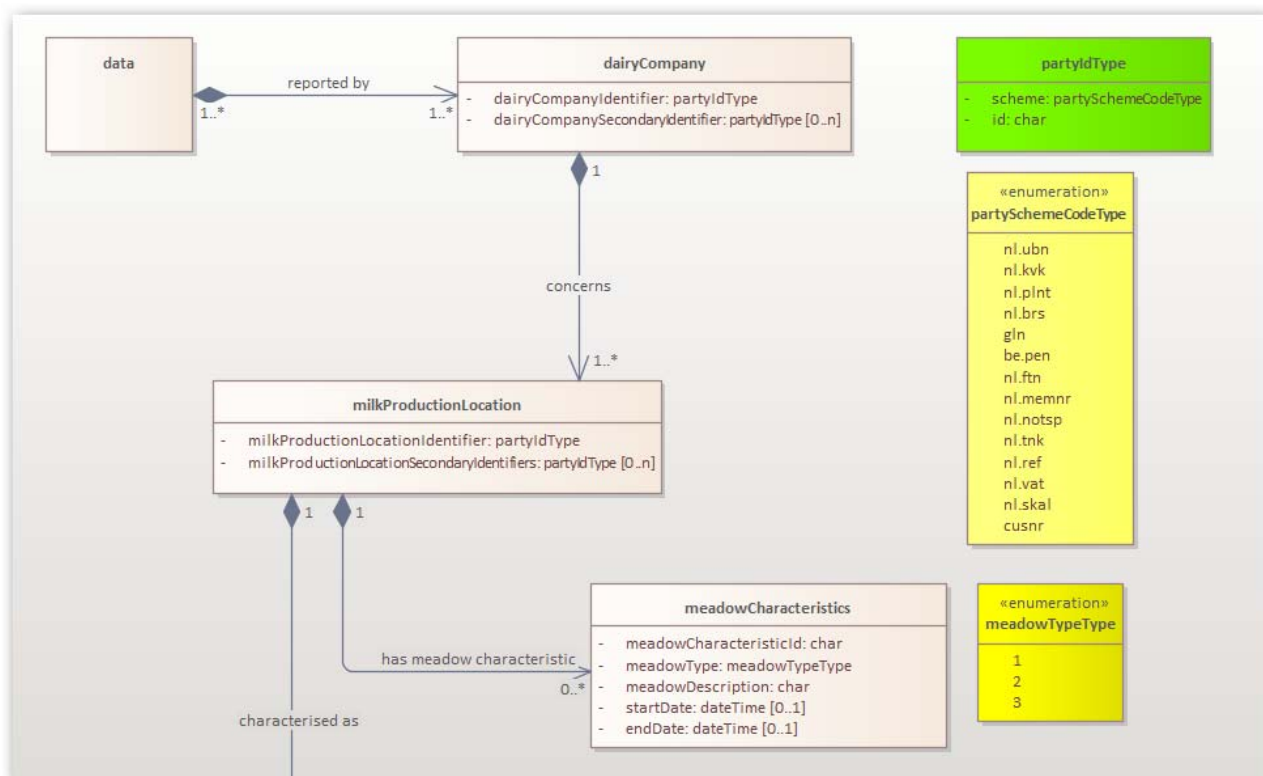 data
reported by
1..*
1..*
dairyCompany
- dairyCompanyIdentifier: partyIdType
- dairyCompanySecondaryIdentifier: partyIdType [0..n]
partyIdType
- scheme: partySchemeCodeType
- id: char
1
concerns
1..*
«enumeration»
partySchemeCodeType
nl.ubn
nl.kvk
nl.plnt
nl.brs
gln
be.pen
nl.ftn
nl.memnr
nl.notsp
nl.tnk
nl.ref
nl.vat
nl.skal
cusnr
milkProductionLocation
- milkProductionLocationIdentifier: partyIdType
- milkProductionLocationSecondaryIdentifiers: partyIdType [0..n]
1
1
has meadow characteristic
0..*
characterised as
meadowCharacteristics
- meadowCharacteristicId: char
- meadowType: meadowTypeType
- meadowDescription: char
- startDate: dateTime [0..1]
- endDate: dateTime [0..1]
«enumeration»
meadowTypeType
1
2
3